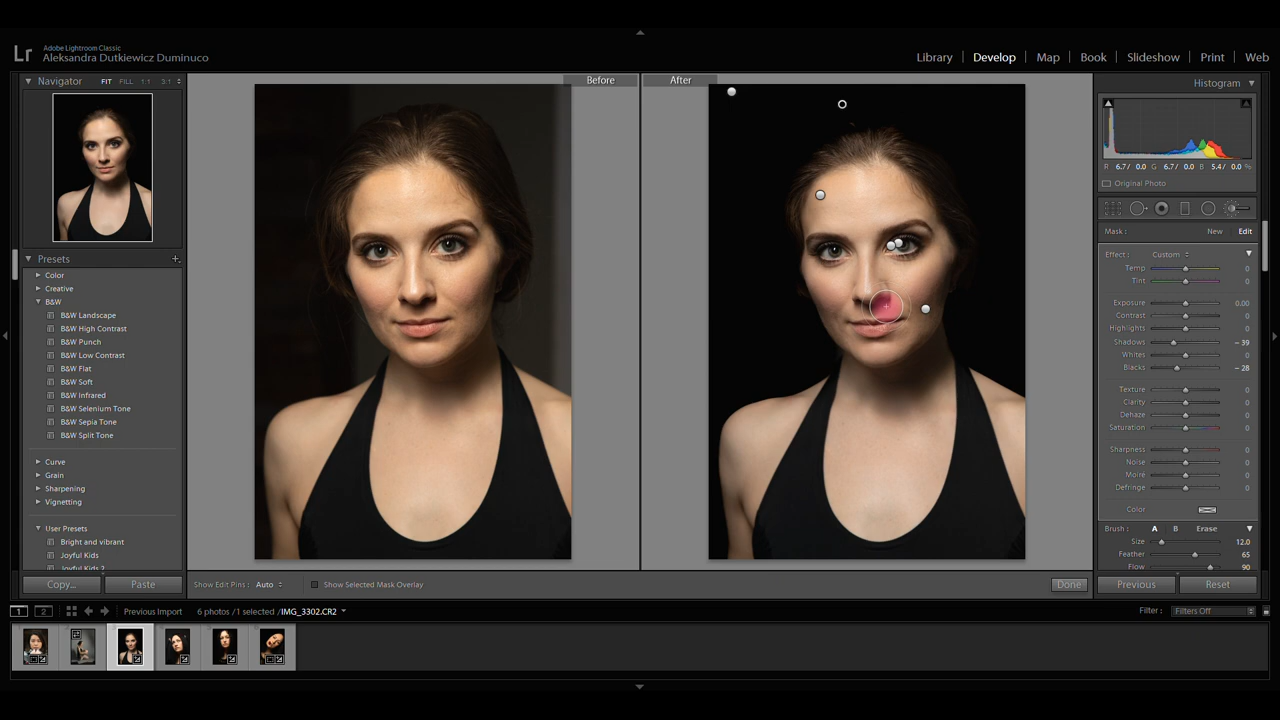 Lr
Adobe Lightroom Classic
Aleksandra Dutkiewicz Duminuco
Library | Develop | Map | Book | Slideshow | Print | Web
Navigator FIT FILL 1:1 3:1
Before
After
Histogram
R 6.7/ 0.0 G 6.7/ 0.0 B 5.4/ 0.0 %
Original Photo
Mask : New Edit
Effect : Custom
Temp 0
Tint 0
Exposure 0.00
Contrast 0
Highlights 0
Shadows – 39
Whites 0
Blacks – 28
Texture 0
Clarity 0
Dehaze 0
Saturation 0
Sharpness 0
Noise 0
Moiré 0
Defringe 0
Color
Brush : A B Erase
Size 12.0
Feather 65
Flow 90
Previous Reset
Presets +
Color
Creative
B&W
B&W Landscape
B&W High Contrast
B&W Punch
B&W Low Contrast
B&W Flat
B&W Soft
B&W Infrared
B&W Selenium Tone
B&W Sepia Tone
B&W Split Tone
Curve
Grain
Sharpening
Vignetting
User Presets
Bright and vibrant
Joyful Kids
Joyful Kids 2
Copy... Paste
Show Edit Pins : Auto Show Selected Mask Overlay Done
1 2 Previous Import 6 photos /1 selected /IMG_3302.CR2 Filter : Filters Off